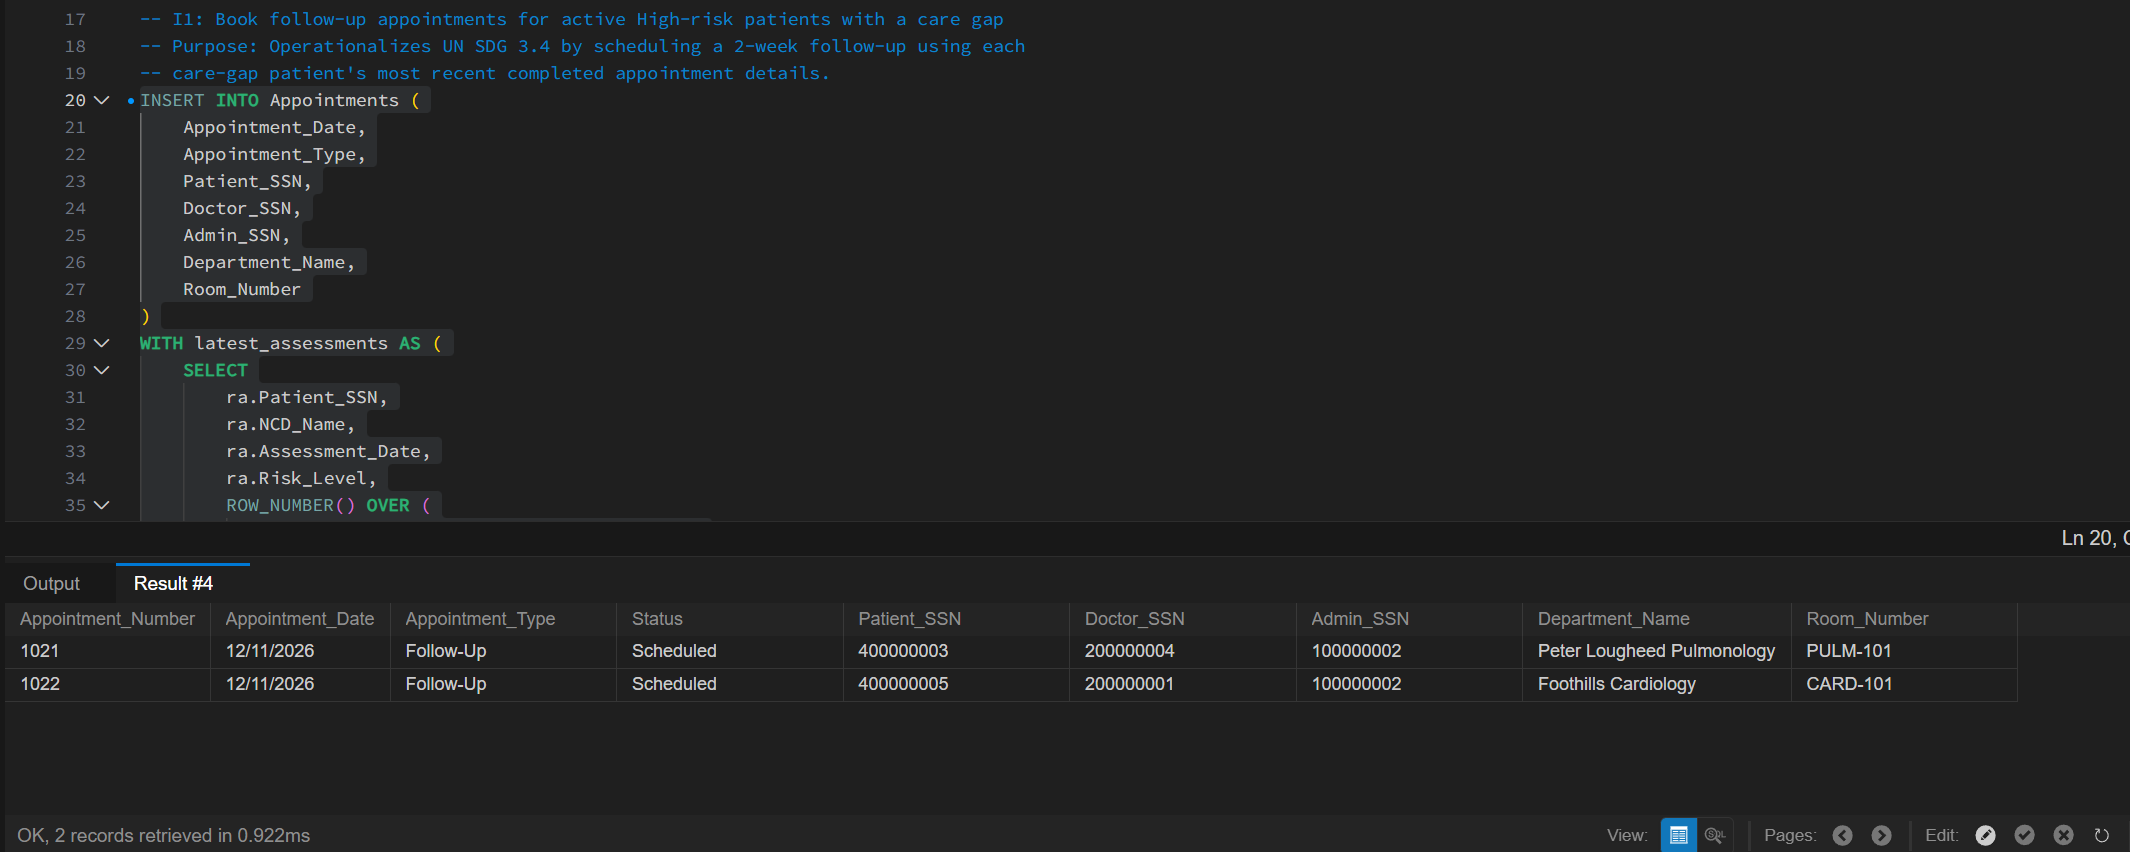 17 -- I1: Book follow-up appointments for active High-risk patients with a care gap
18 -- Purpose: Operationalizes UN SDG 3.4 by scheduling a 2-week follow-up using each
19 -- care-gap patient's most recent completed appointment details.
20 INSERT INTO Appointments (
21 Appointment_Date,
22 Appointment_Type,
23 Patient_SSN,
24 Doctor_SSN,
25 Admin_SSN,
26 Department_Name,
27 Room_Number
28 )
29 WITH latest_assessments AS (
30 SELECT
31 ra.Patient_SSN,
32 ra.NCD_Name,
33 ra.Assessment_Date,
34 ra.Risk_Level,
35 ROW_NUMBER() OVER (
Ln 20, C
Output Result #4
Appointment_Number Appointment_Date Appointment_Type Status Patient_SSN Doctor_SSN Admin_SSN Department_Name Room_Number
1021 12/11/2026 Follow-Up Scheduled 400000003 200000004 100000002 Peter Lougheed Pulmonology PULM-101
1022 12/11/2026 Follow-Up Scheduled 400000005 200000001 100000002 Foothills Cardiology CARD-101
OK, 2 records retrieved in 0.922ms View: SQL Pages: Edit: